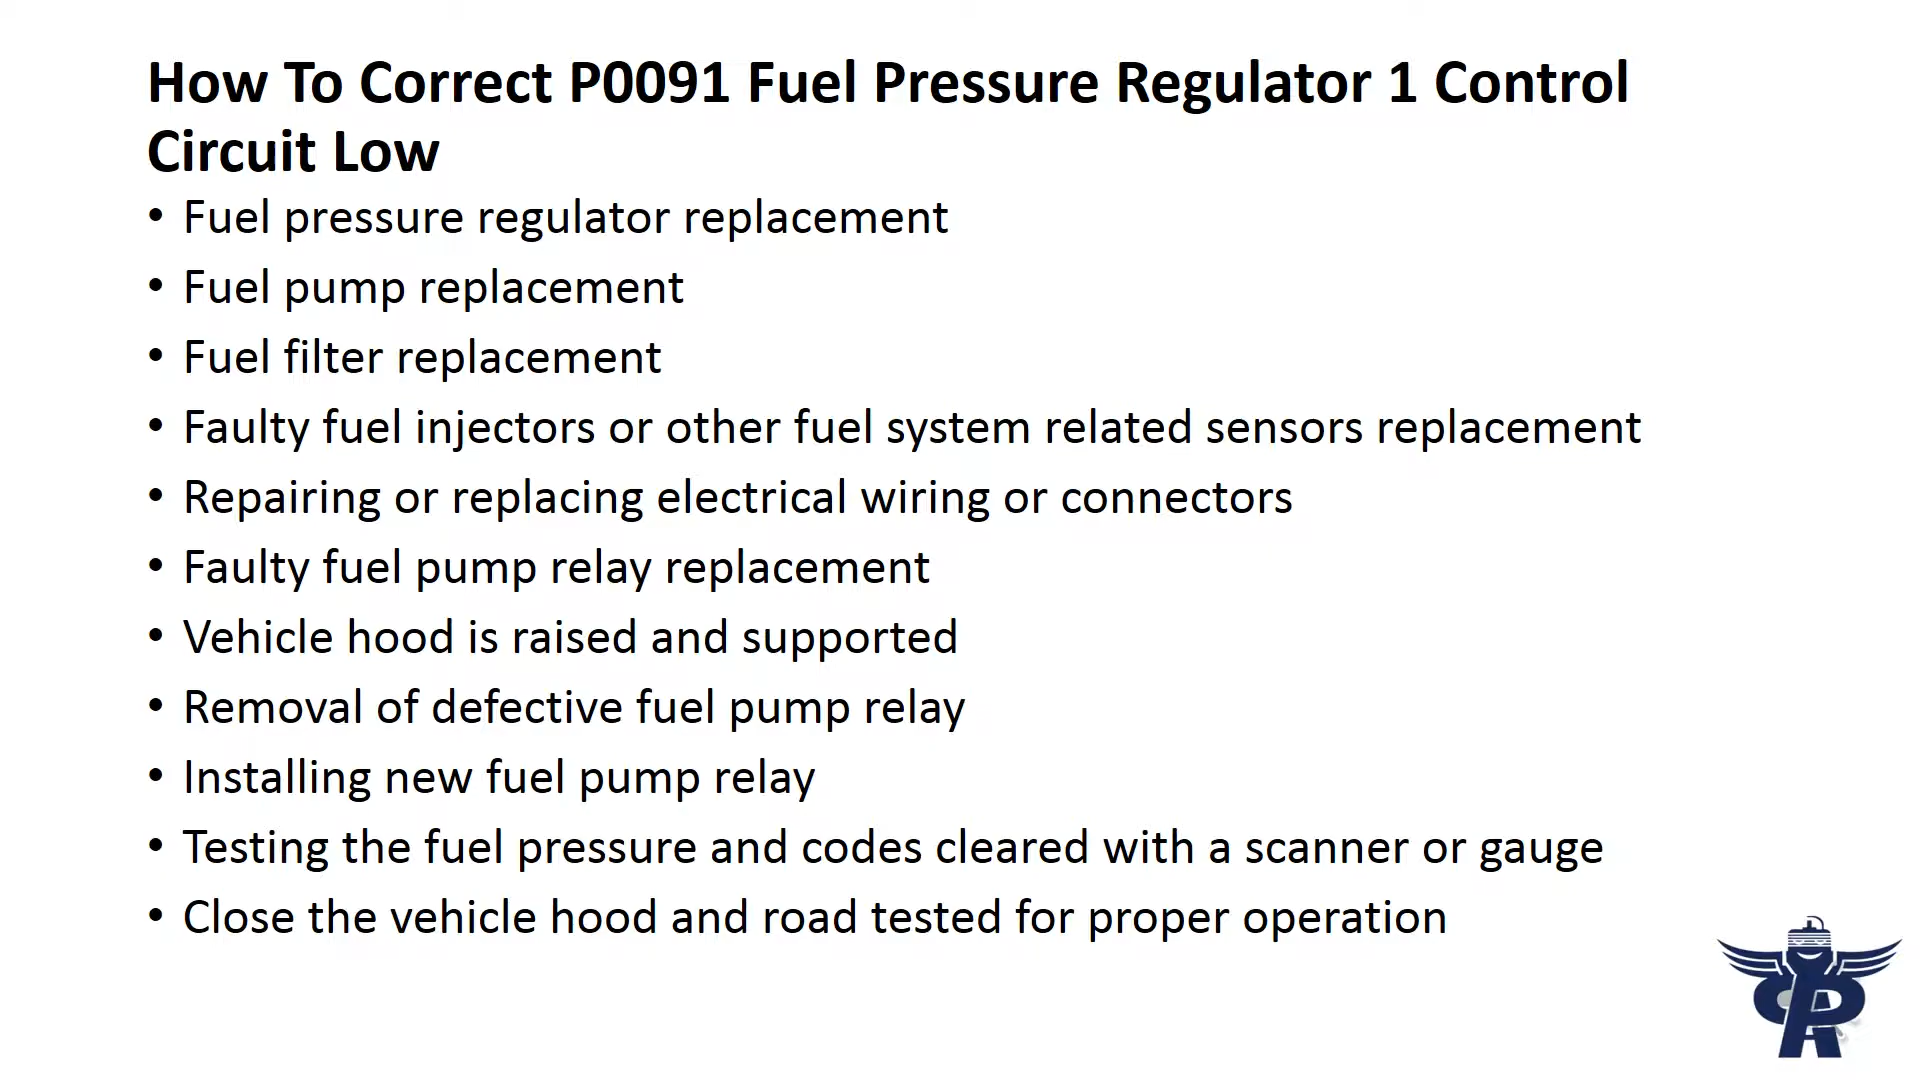 How To Correct P0091 Fuel Pressure Regulator 1 Control
Circuit Low
• Fuel pressure regulator replacement
• Fuel pump replacement
• Fuel filter replacement
• Faulty fuel injectors or other fuel system related sensors replacement
• Repairing or replacing electrical wiring or connectors
• Faulty fuel pump relay replacement
• Vehicle hood is raised and supported
• Removal of defective fuel pump relay
• Installing new fuel pump relay
• Testing the fuel pressure and codes cleared with a scanner or gauge
• Close the vehicle hood and road tested for proper operation